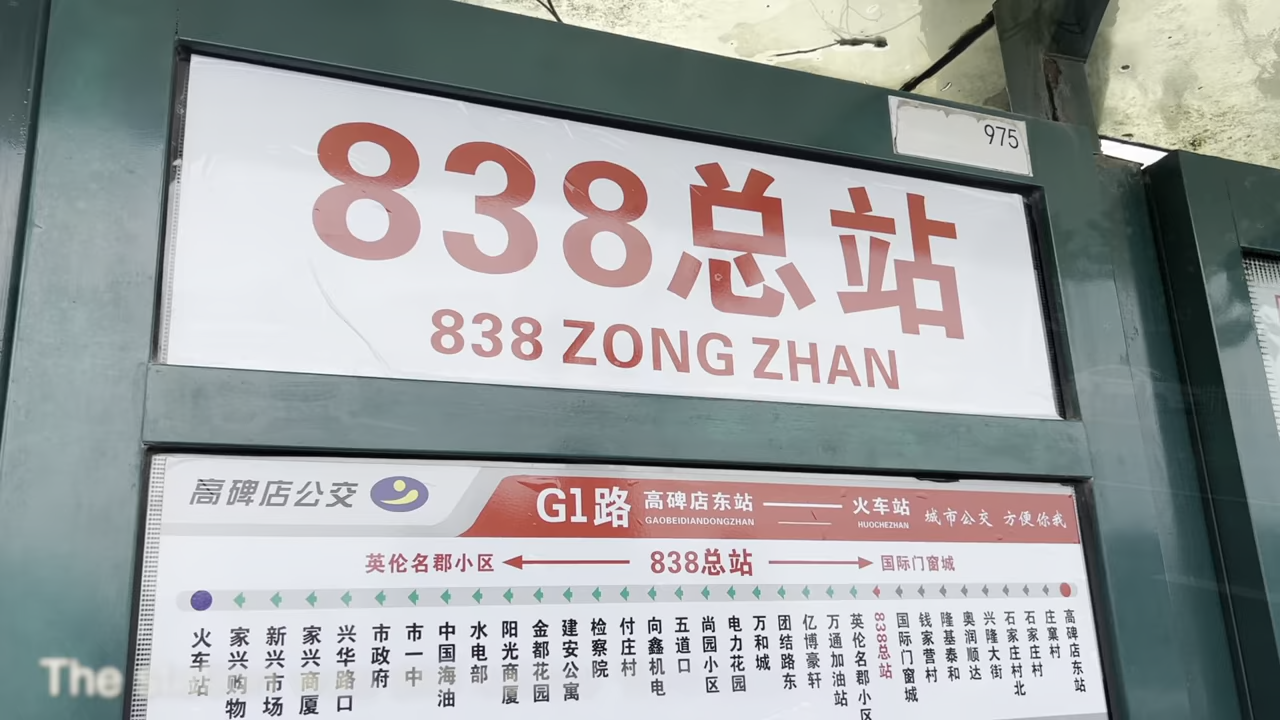 975
838总站
838 ZONG ZHAN
高碑店公交
G1路
高碑店东站
火车站
GAOBEIDIANDONGZHAN
HUOCHEZHAN
城市公交 方便你我
英伦名郡小区
838总站
国际门窗城
火车站
家兴购物
新兴市场
家兴商厦
兴华路口
市政府
市一中
中国海油
水电部
阳光商厦
金都花园
建安公寓
检察院
付庄村
向鑫机电
五道口
尚园小区
电力花园
万和城
团结路东
亿博豪轩
万通加油站
英伦名郡小区
838总站
国际门窗城
钱家营村
隆基泰和
奥润顺达
兴隆大街
石家庄村北
石家庄村
庄窠村
高碑店东站
The